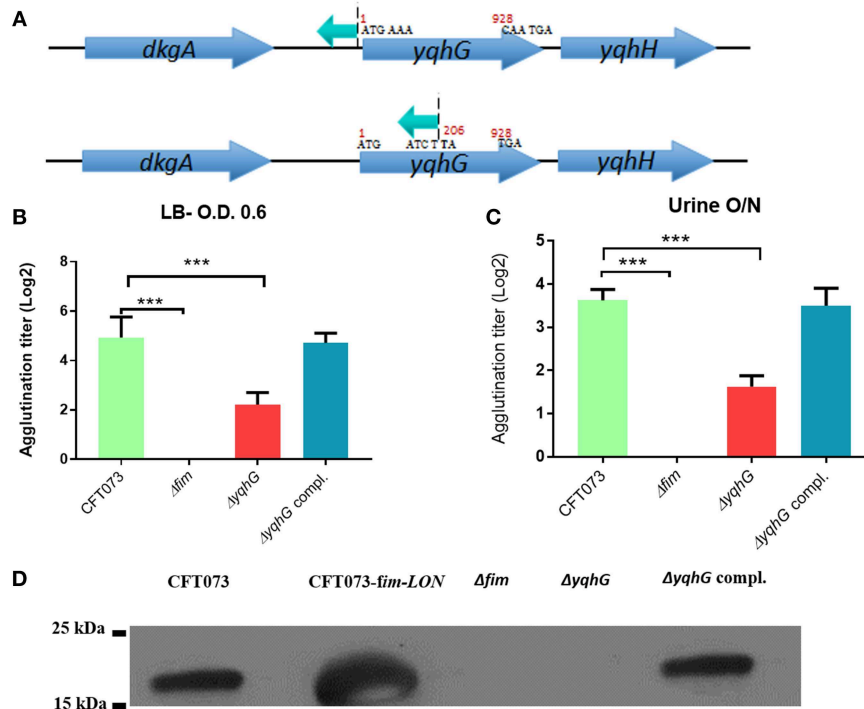 A
1 928
ATG AAA CAA TGA
dkgA yqhG yqhH
206
1 928
ATG ATCT TA TGA
dkgA yqhG yqhH
B LB- O.D. 0.6
Agglutination titer (Log2)
8
6
4
2
0
***
***
CFT073 Δfim ΔyqhG ΔyqhG compl.
C Urine O/N
Agglutination titer (Log2)
5
4
3
2
1
0
***
***
CFT073 Δfim ΔyqhG ΔyqhG compl.
D
CFT073 CFT073-fim-LON Δfim ΔyqhG ΔyqhG compl.
25 kDa
15 kDa